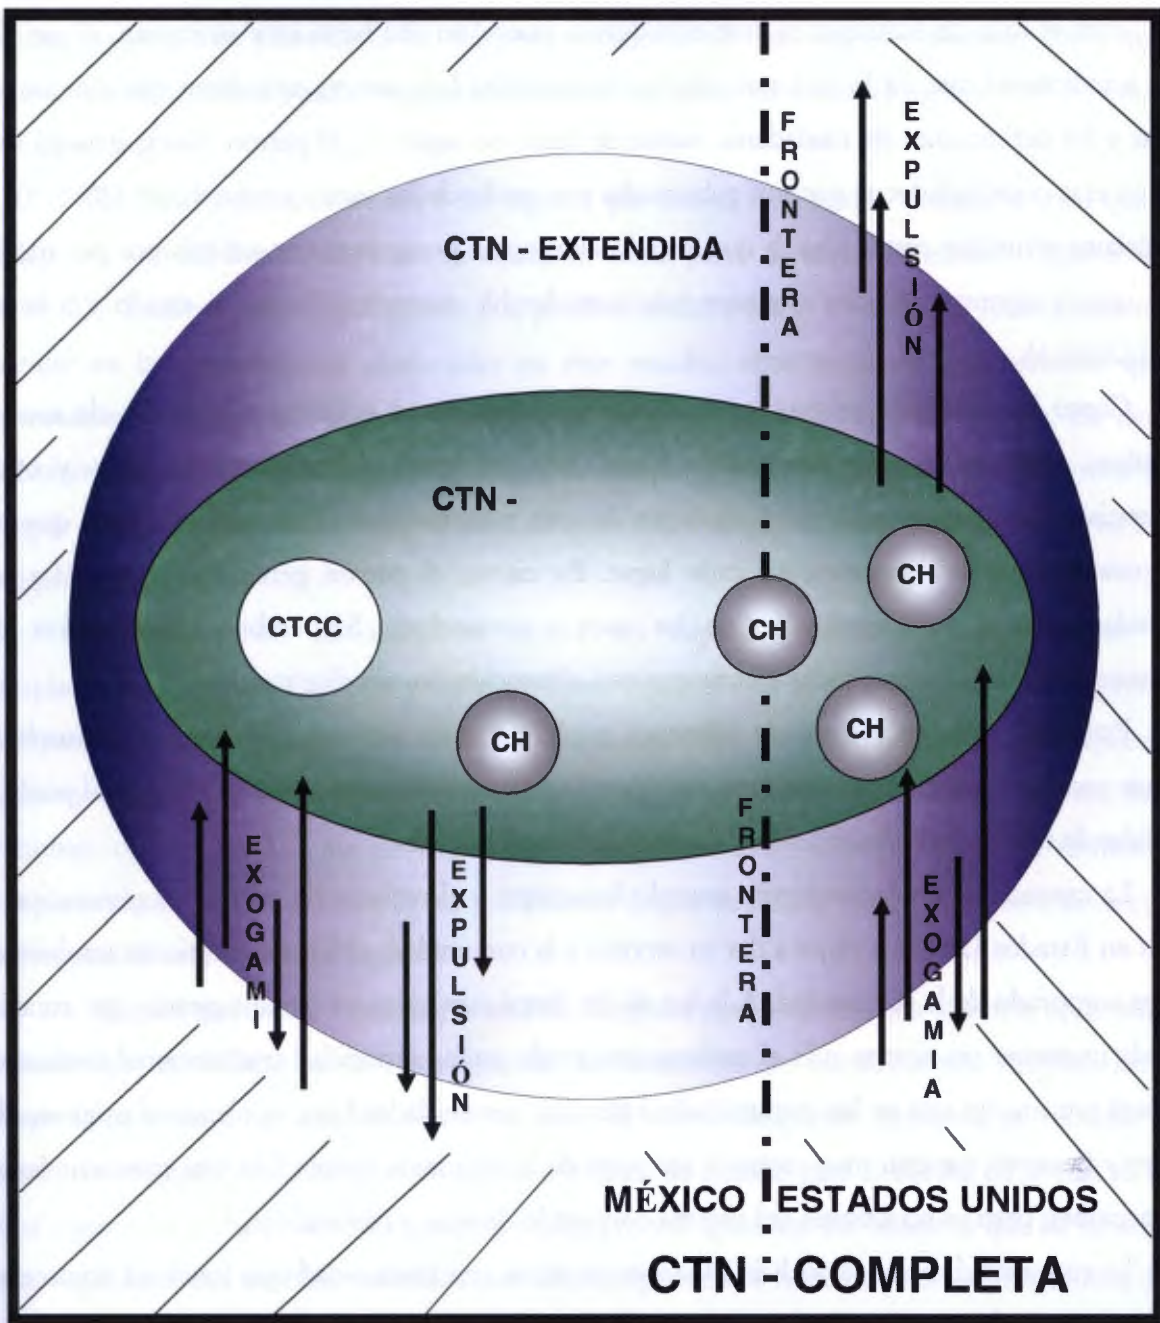 FRONTERA
EXPULSIÓN
CTN - EXTENDIDA
CTN -
CTCC
CH
CH
CH
CH
EXOGAMI
EXPULSIÓN
FRONTERA
EXOGAMIA
MÉXICO ESTADOS UNIDOS
CTN - COMPLETA